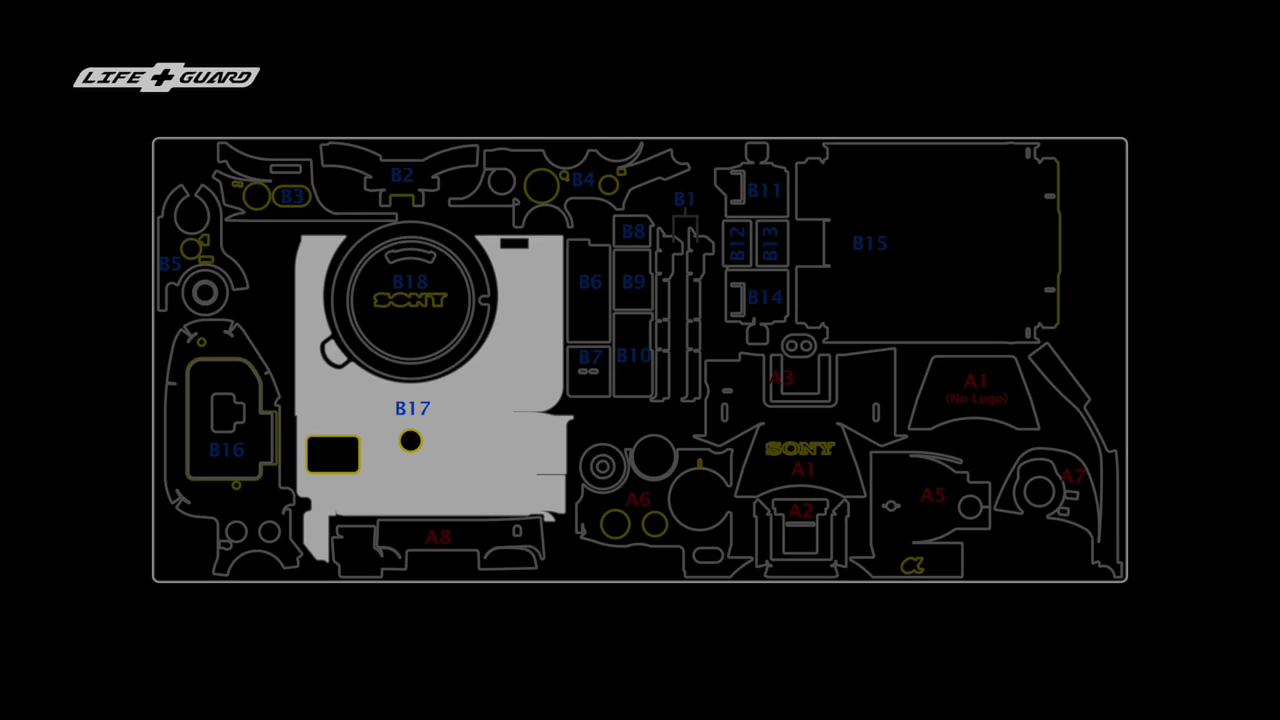 LIFE GUARD
B2
B3
B4
B1
B11
B8
B12
B13
B15
B5
B18
SONY
B6
B9
B14
B7
B10
A3
A1
(No Logo)
B17
B16
SONY
A1
A7
A6
A5
A2
A8
α